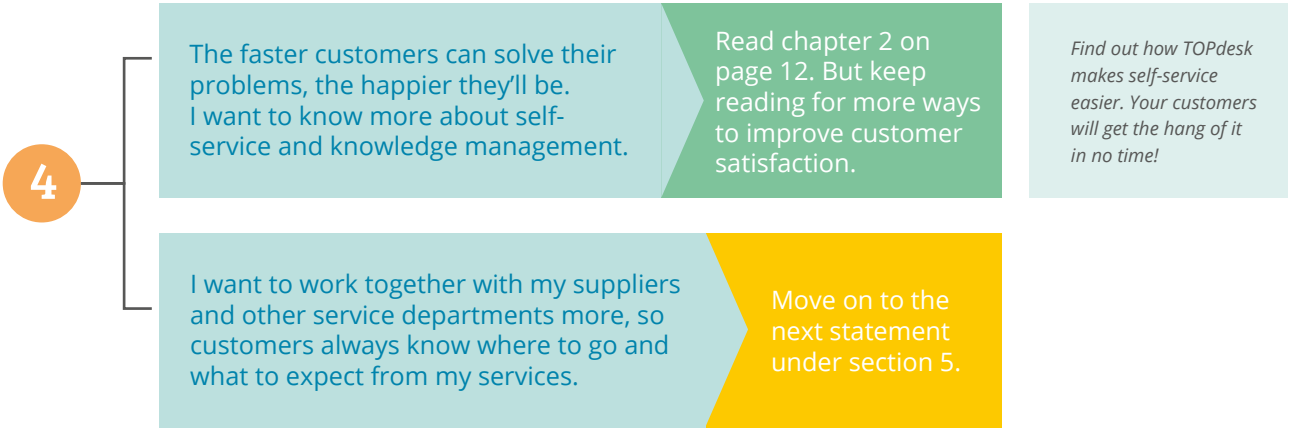 4
The faster customers can solve their
problems, the happier they’ll be.
I want to know more about self-
service and knowledge management.
Read chapter 2 on
page 12. But keep
reading for more ways
to improve customer
satisfaction.
Find out how TOPdesk
makes self-service
easier. Your customers
will get the hang of it
in no time!
I want to work together with my suppliers
and other service departments more, so
customers always know where to go and
what to expect from my services.
Move on to the
next statement
under section 5.